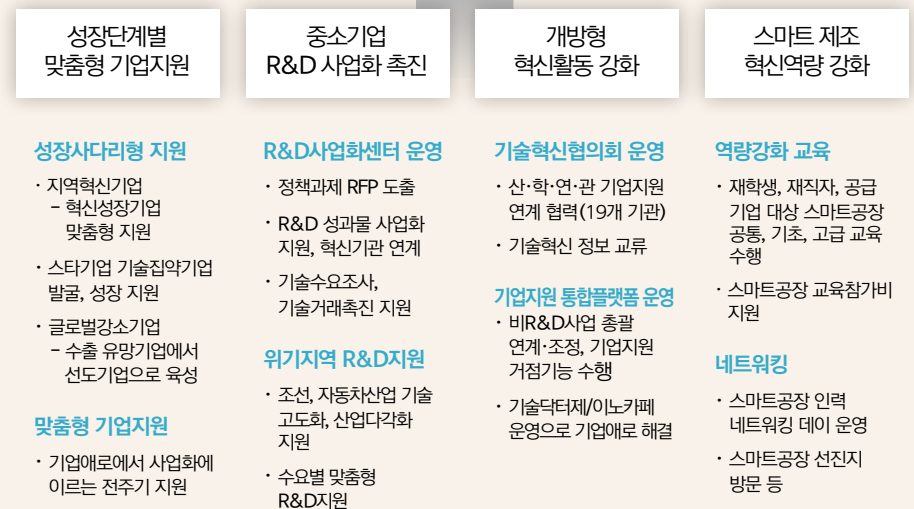 성장단계별
맞춤형 기업지원
중소기업
R&D 사업화 촉진
개방형
혁신활동 강화
스마트 제조
혁신역량 강화
성장사다리형 지원
· 지역혁신기업
- 혁신성장기업
맞춤형 지원
· 스타기업 기술집약기업
발굴, 성장 지원
· 글로벌강소기업
- 수출 유망기업에서
선도기업으로 육성
맞춤형 기업지원
· 기업애로에서 사업화에
이르는 전주기 지원
R&D사업화센터 운영
· 정책과제 RFP 도출
· R&D 성과물 사업화
지원, 혁신기관 연계
· 기술수요조사,
기술거래촉진 지원
위기지역 R&D지원
· 조선, 자동차산업 기술
고도화, 산업다각화
지원
· 수요별 맞춤형
R&D지원
기술혁신협의회 운영
· 산·학·연·관 기업지원
연계 협력(19개 기관)
· 기술혁신 정보 교류
기업지원 통합플랫폼 운영
· 비R&D사업 총괄
연계·조정, 기업지원
거점기능 수행
· 기술닥터제/이노카페
운영으로 기업애로 해결
역량강화 교육
· 재학생, 재직자, 공급
기업 대상 스마트공장
공통, 기초, 고급 교육
수행
· 스마트공장 교육참가비
지원
네트워킹
· 스마트공장 인력
네트워킹 데이 운영
· 스마트공장 선진지
방문 등